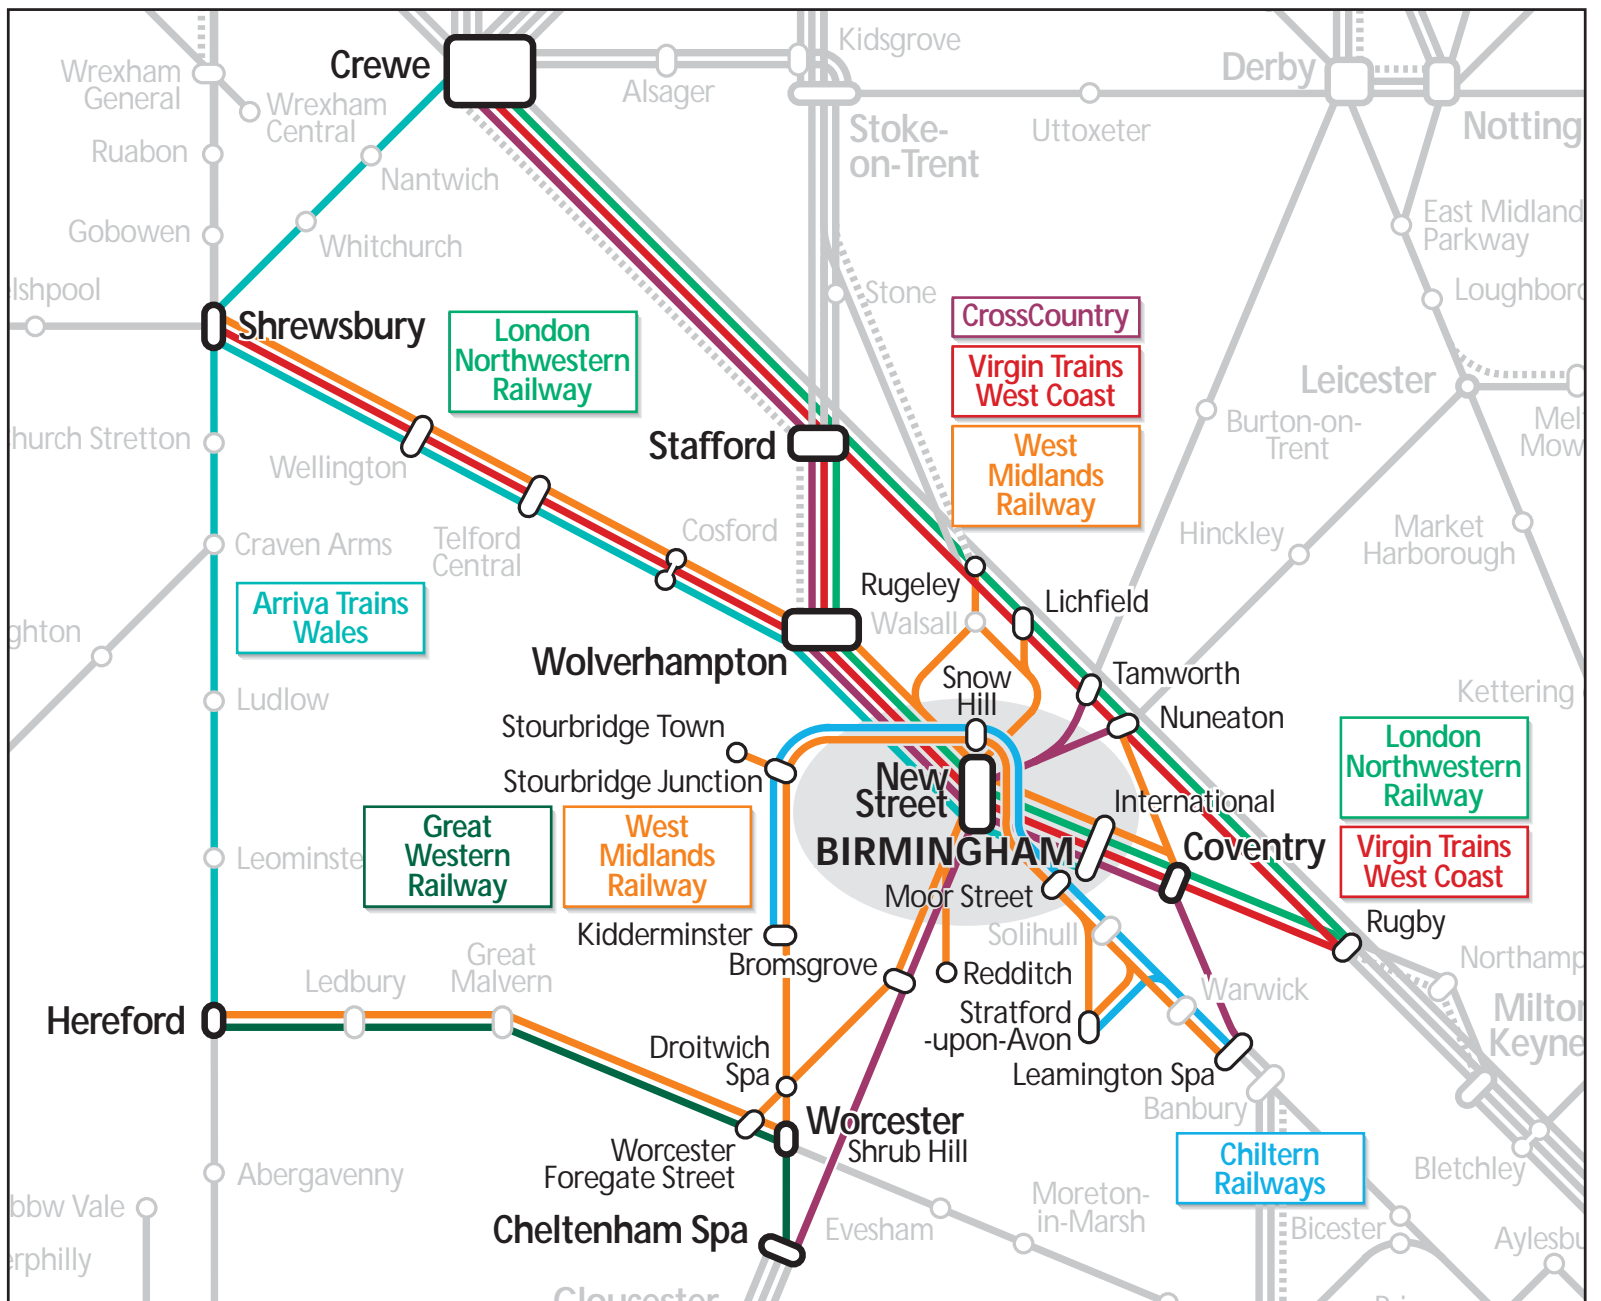 Kidsgrove
Crewe
Derby
Wrexham
General
Alsager
Wrexham
Central
Stoke-
on-Trent
Uttoxeter
Notting
Ruabon
Nantwich
East Midland
Parkway
Gobowen
Whitchurch
lshpool
Stone
Loughboro
CrossCountry
Shrewsbury
London
Northwestern
Railway
Virgin Trains
West Coast
Leicester
Mel
Mow
Burton-on-
Trent
hurch Stretton
Wellington
Stafford
West
Midlands
Railway
Cosford
Telford
Central
Craven Arms
Hinckley
Market
Harborough
Rugeley
Lichfield
Arriva Trains
Wales
Walsall
ghton
Wolverhampton
Snow
Hill
Tamworth
Ludlow
Kettering
Nuneaton
Stourbridge Town
London
Northwestern
Railway
Stourbridge Junction
New
Street
International
Great
Western
Railway
West
Midlands
Railway
BIRMINGHAM
Coventry
Virgin Trains
West Coast
Leominste
Moor Street
Rugby
Kidderminster
Solihull
Bromsgrove
Redditch
Northamp
Great
Malvern
Ledbury
Warwick
Hereford
Stratford
-upon-Avon
Milton
Keyne
Droitwich
Spa
Leamington Spa
Banbury
Worcester
Shrub Hill
Worcester
Foregate Street
Chiltern
Railways
Bletchley
Abergavenny
bbw Vale
Moreton-
in-Marsh
Cheltenham Spa
Evesham
Bicester
Aylesbu
erphilly
Gloucester